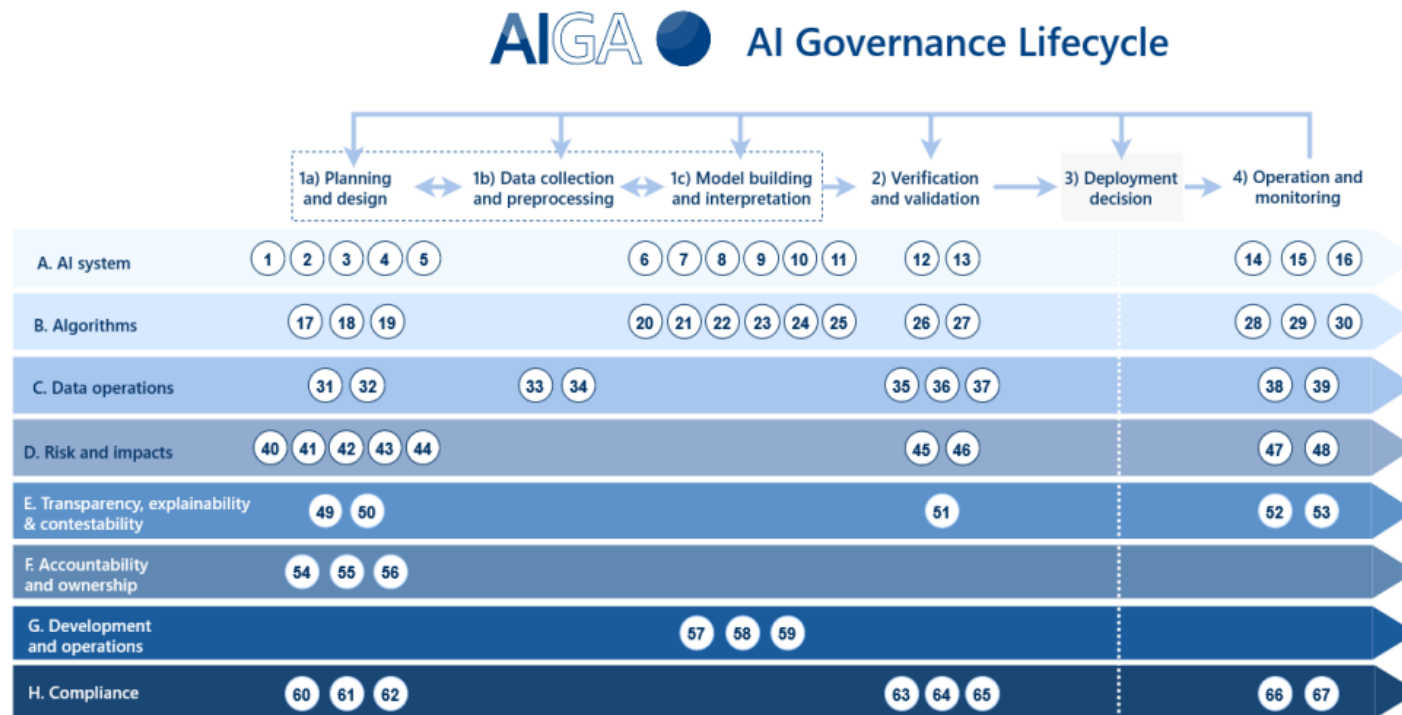 AIGA AI Governance Lifecycle
1a) Planning
and design
1b) Data collection
and preprocessing
1c) Model building
and interpretation
2) Verification
and validation
3) Deployment
decision
4) Operation and
monitoring
A. AI system
1 2 3 4 5 6 7 8 9 10 11 12 13 14 15 16
B. Algorithms
17 18 19 20 21 22 23 24 25 26 27 28 29 30
C. Data operations
31 32 33 34 35 36 37 38 39
D. Risk and impacts
40 41 42 43 44 45 46 47 48
E. Transparency, explainability
& contestability
49 50 51 52 53
F. Accountability
and ownership
54 55 56
G. Development
and operations
57 58 59
H. Compliance
60 61 62 63 64 65 66 67